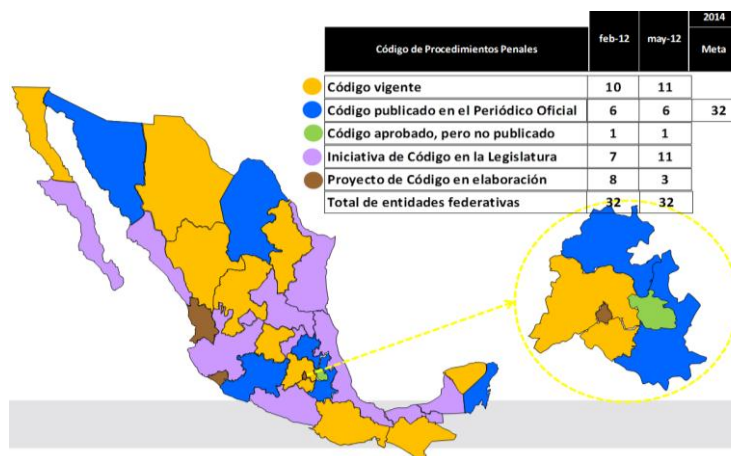 2014
Código de Procedimientos Penales feb-12 may-12 Meta
Código vigente 10 11
Código publicado en el Periódico Oficial 6 6 32
Código aprobado, pero no publicado 1 1
Iniciativa de Código en la Legislatura 7 11
Proyecto de Código en elaboración 8 3
Total de entidades federativas 32 32